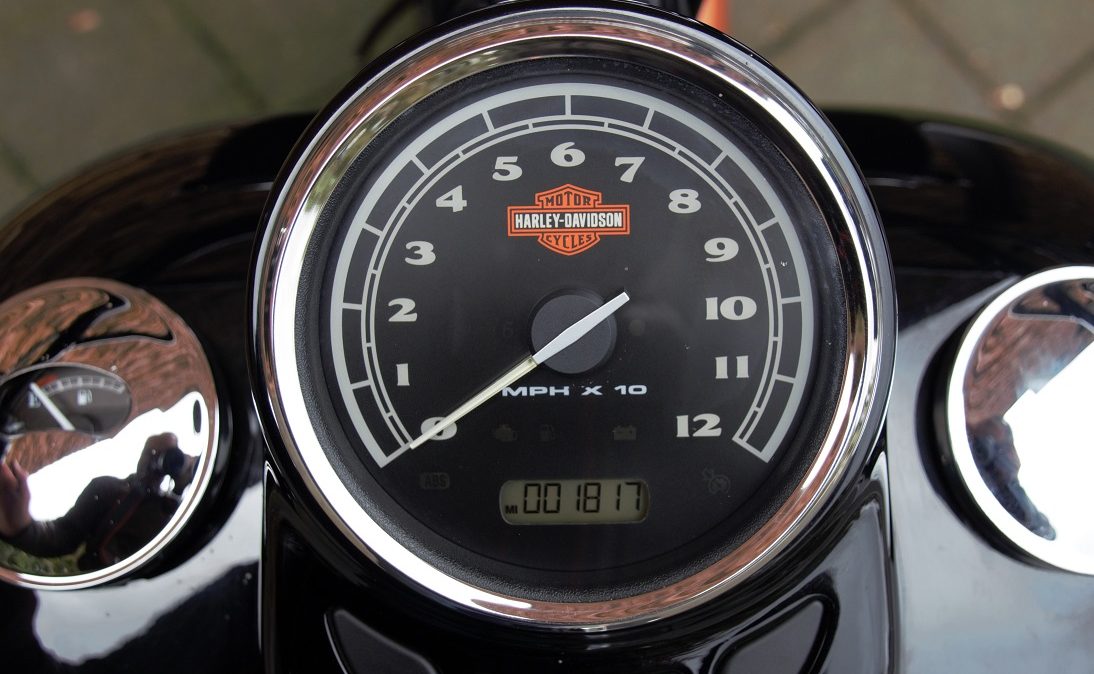 6
5 7
4 8
MOTOR
HARLEY-DAVIDSON
CYCLES
3 9
2 10
1 11
MPH X 10
0 12
ABS
MI 001817